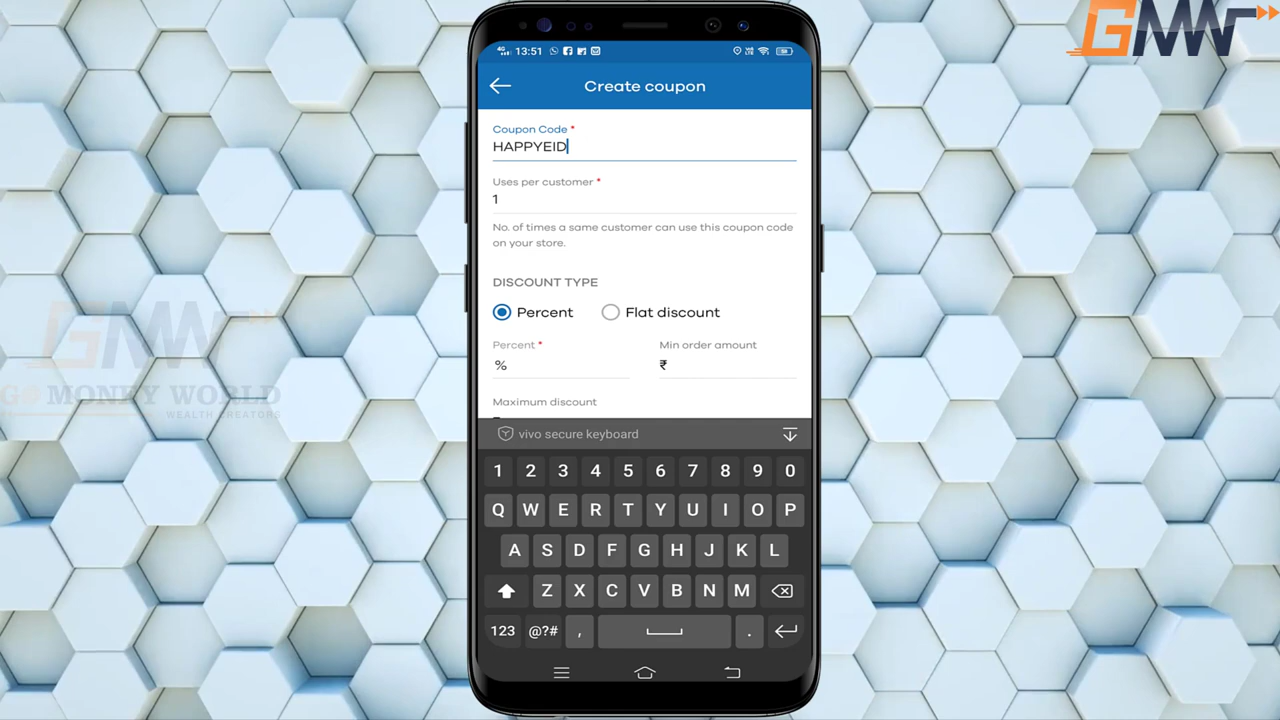 GMW
4G 13:51
Create coupon
Coupon Code *
HAPPYEID
Uses per customer *
1
No. of times a same customer can use this coupon code
on your store.
DISCOUNT TYPE
Percent Flat discount
Percent * Min order amount
% ₹
Maximum discount
GMW
GO MONEY WORLD
WEALTH CREATORS
vivo secure keyboard
1 2 3 4 5 6 7 8 9 0
Q W E R T Y U I O P
A S D F G H J K L
Z X C V B N M
123 @?# , .